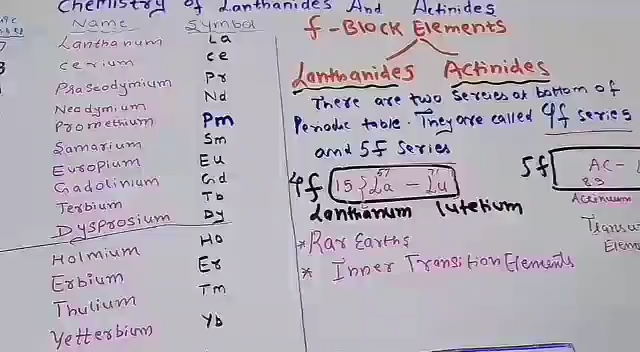 Chemistry of Lanthanides And Actinides
Name Symbol
Lanthanum La
cerium Ce
Praseodymium Pr
Neodymium Nd
Promethium Pm
Samarium Sm
Europium Eu
Gadolinium Gd
Terbium Tb
Dysprosium Dy
Holmium Ho
Erbium Er
Thulium Tm
Yetterbium Yb
f-Block Elements
Lanthanides Actinides
There are two Sercies at bottom of
Periodic table. They are called 4f series
and 5f Series
4f 15 } 57 La - 71 Lu
Lanthanum lutetium
5f AC -
89
Actinium
* Rar Earths
* Inner Transition Elements